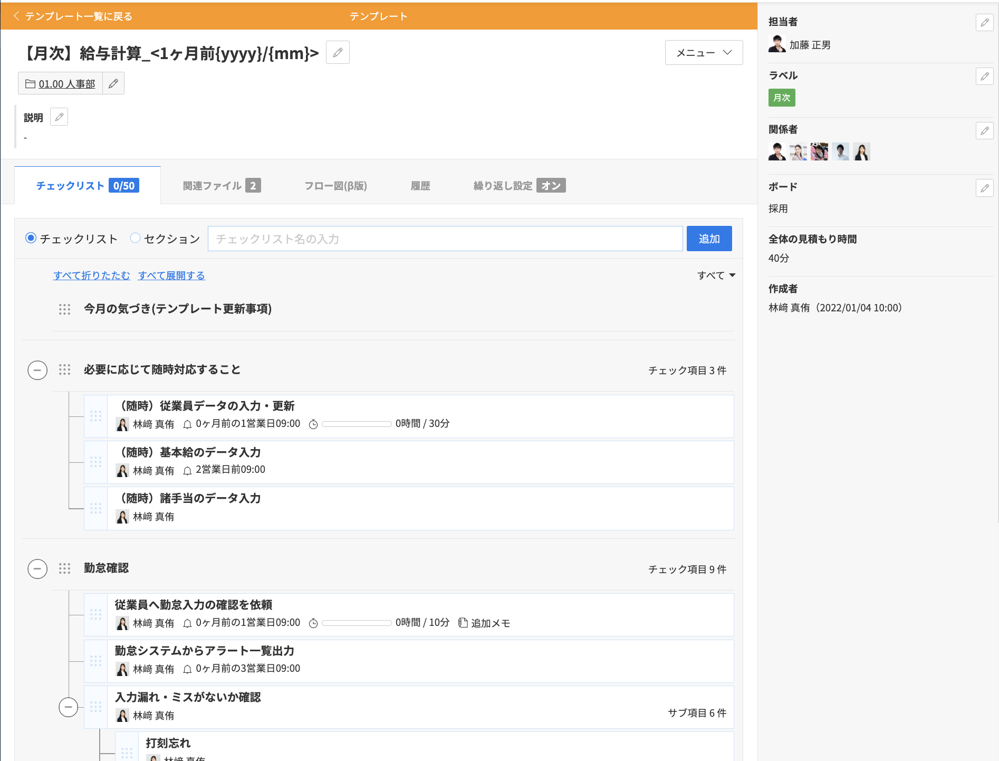 テンプレート一覧に戻る
テンプレート
【月次】給与計算_<1ヶ月前{yyyy}/{mm}>
メニュー
01.00 人事部
説明
-
チェックリスト 0/50
関連ファイル 2
フロー図(β版)
履歴
繰り返し設定 オン
チェックリスト
セクション
チェックリスト名の入力
追加
すべて折りたたむ すべて展開する
すべて
今月の気づき(テンプレート更新事項)
必要に応じて随時対応すること
チェック項目 3 件
（随時）従業員データの入力・更新
林﨑 真侑 0ヶ月前の1営業日09:00 0時間 / 30分
（随時）基本給のデータ入力
林﨑 真侑 2営業日前09:00
（随時）諸手当のデータ入力
林﨑 真侑
勤怠確認
チェック項目 9 件
従業員へ勤怠入力の確認を依頼
林﨑 真侑 0ヶ月前の1営業日09:00 0時間 / 10分 追加メモ
勤怠システムからアラート一覧出力
林﨑 真侑 0ヶ月前の3営業日09:00
入力漏れ・ミスがないか確認
林﨑 真侑
サブ項目 6 件
打刻忘れ
林﨑 真侑
担当者
加藤 正男
ラベル
月次
関係者
ボード
採用
全体の見積もり時間
40分
作成者
林﨑 真侑（2022/01/04 10:00）